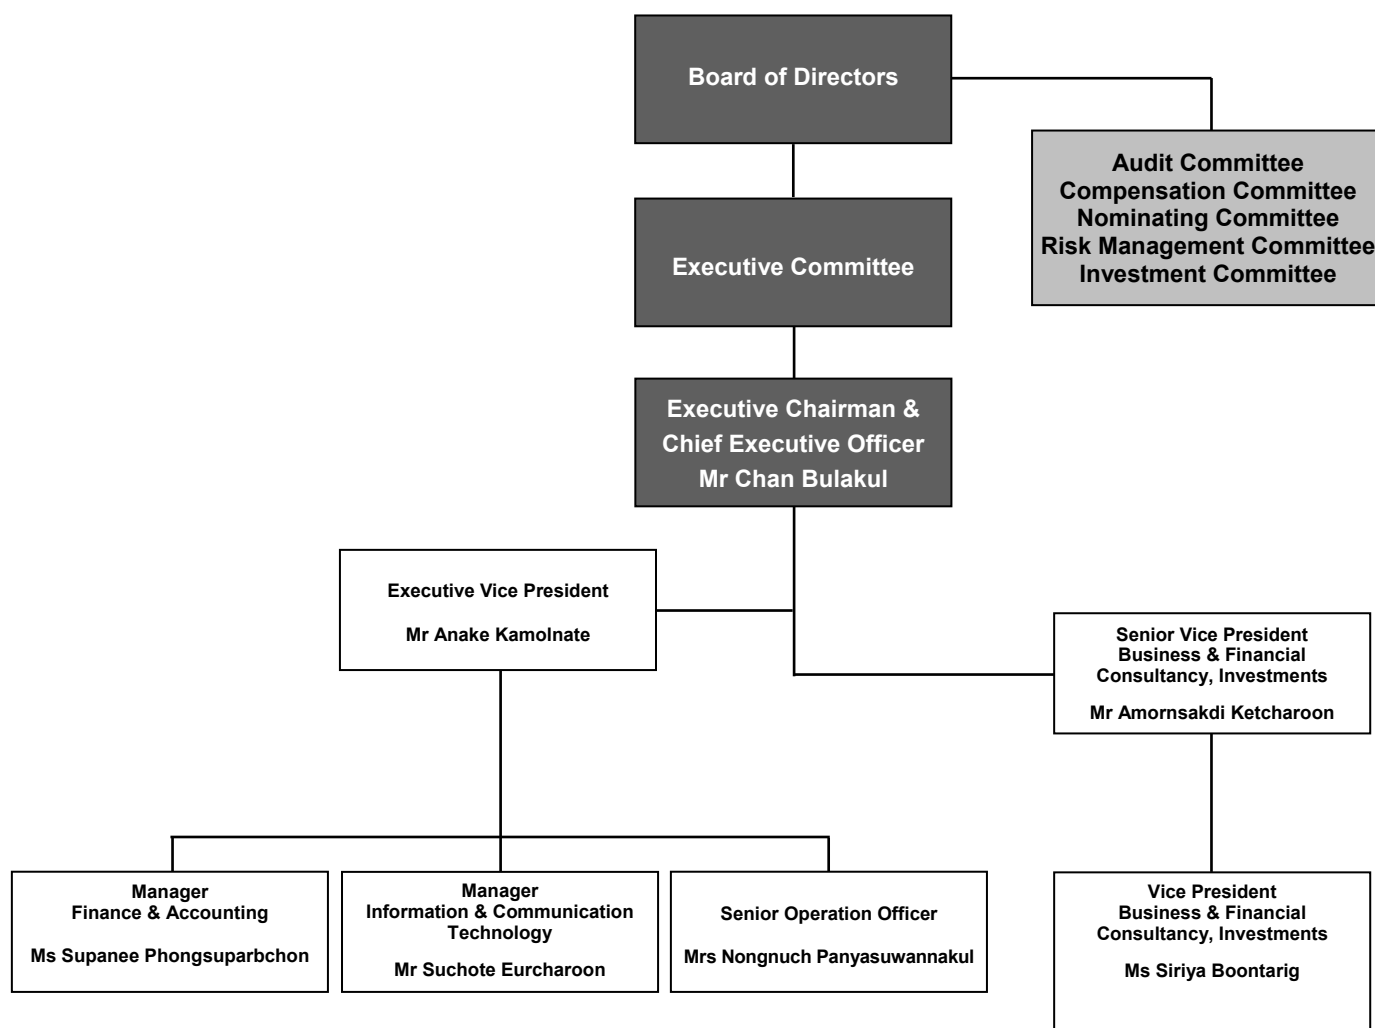 Board of Directors
Audit Committee
Compensation Committee
Nominating Committee
Risk Management Committee
Investment Committee
Executive Committee
Executive Chairman &
Chief Executive Officer
Mr Chan Bulakul
Executive Vice President
Mr Anake Kamolnate
Senior Vice President
Business & Financial
Consultancy, Investments
Mr Amornsakdi Ketcharoon
Manager
Finance & Accounting
Ms Supanee Phongsuparbchon
Manager
Information & Communication
Technology
Mr Suchote Eurcharoon
Senior Operation Officer
Mrs Nongnuch Panyasuwannakul
Vice President
Business & Financial
Consultancy, Investments
Ms Siriya Boontarig